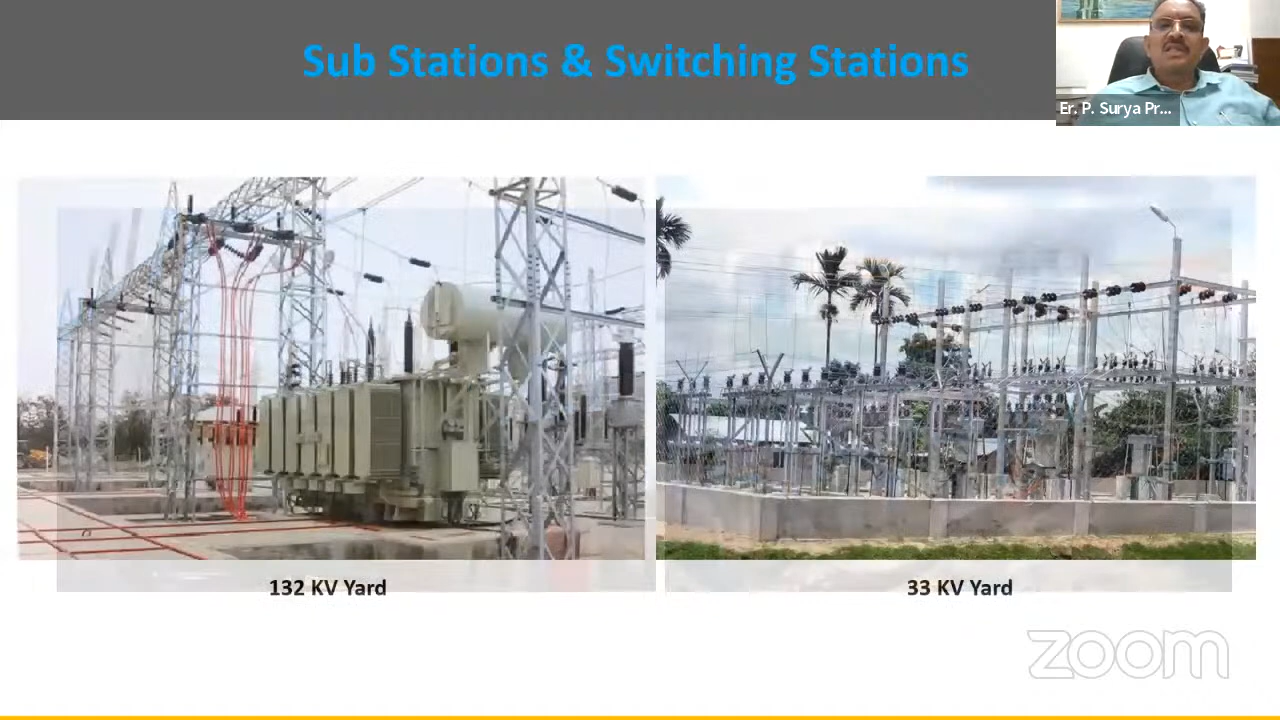 Sub Stations & Switching Stations
Er. P. Surya Pr...
132 KV Yard
33 KV Yard
zoom